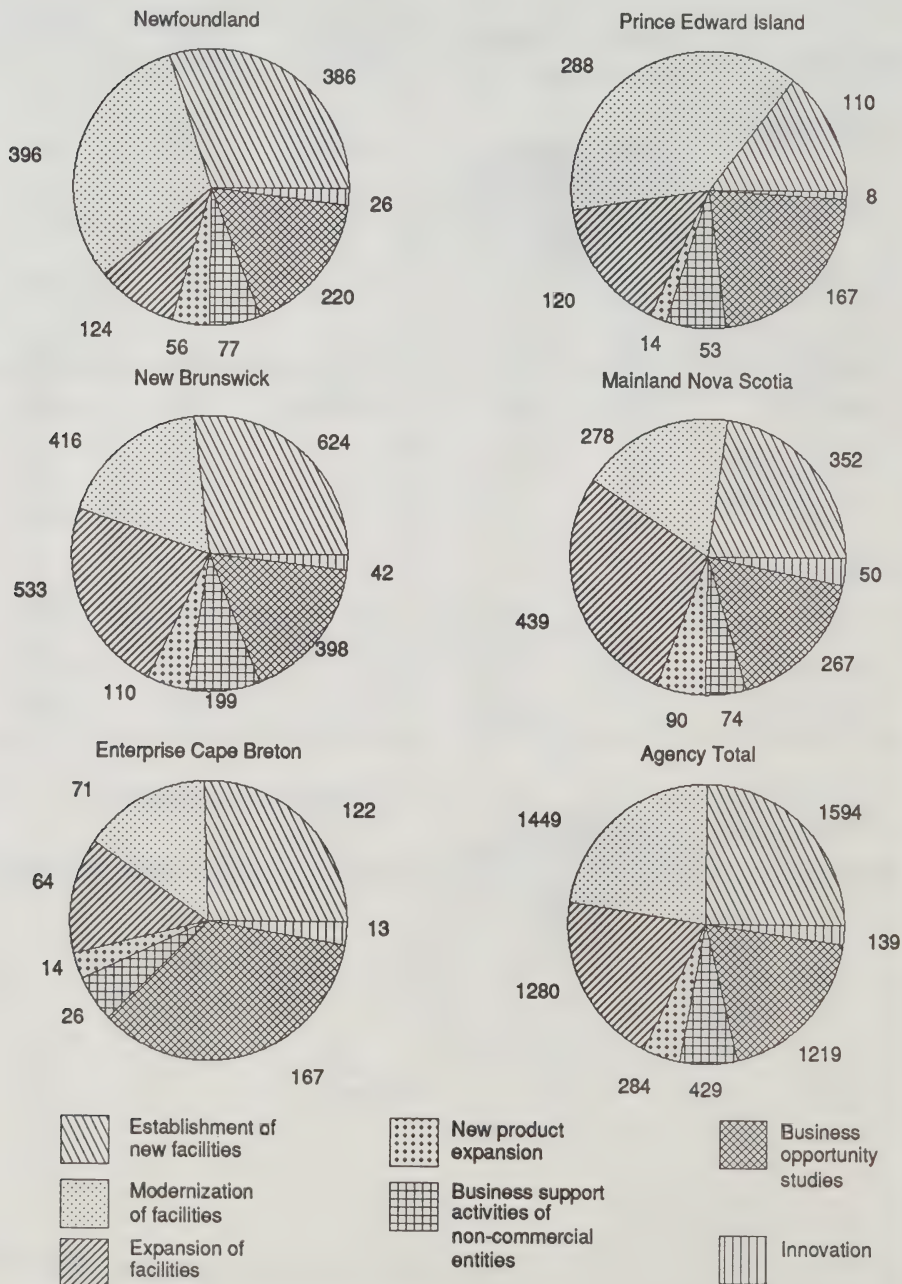 Newfoundland
386
396
26
220
124
56
77
Prince Edward Island
288
110
8
167
120
14
53
New Brunswick
416
624
42
533
398
110
199
Mainland Nova Scotia
278
352
50
439
267
90
74
Enterprise Cape Breton
71
122
64
13
14
26
167
Agency Total
1449
1594
139
1280
1219
284
429
Establishment of
new facilities
Modernization
of facilities
Expansion of
facilities
New product
expansion
Business support
activities of
non-commercial
entities
Business
opportunity
studies
Innovation